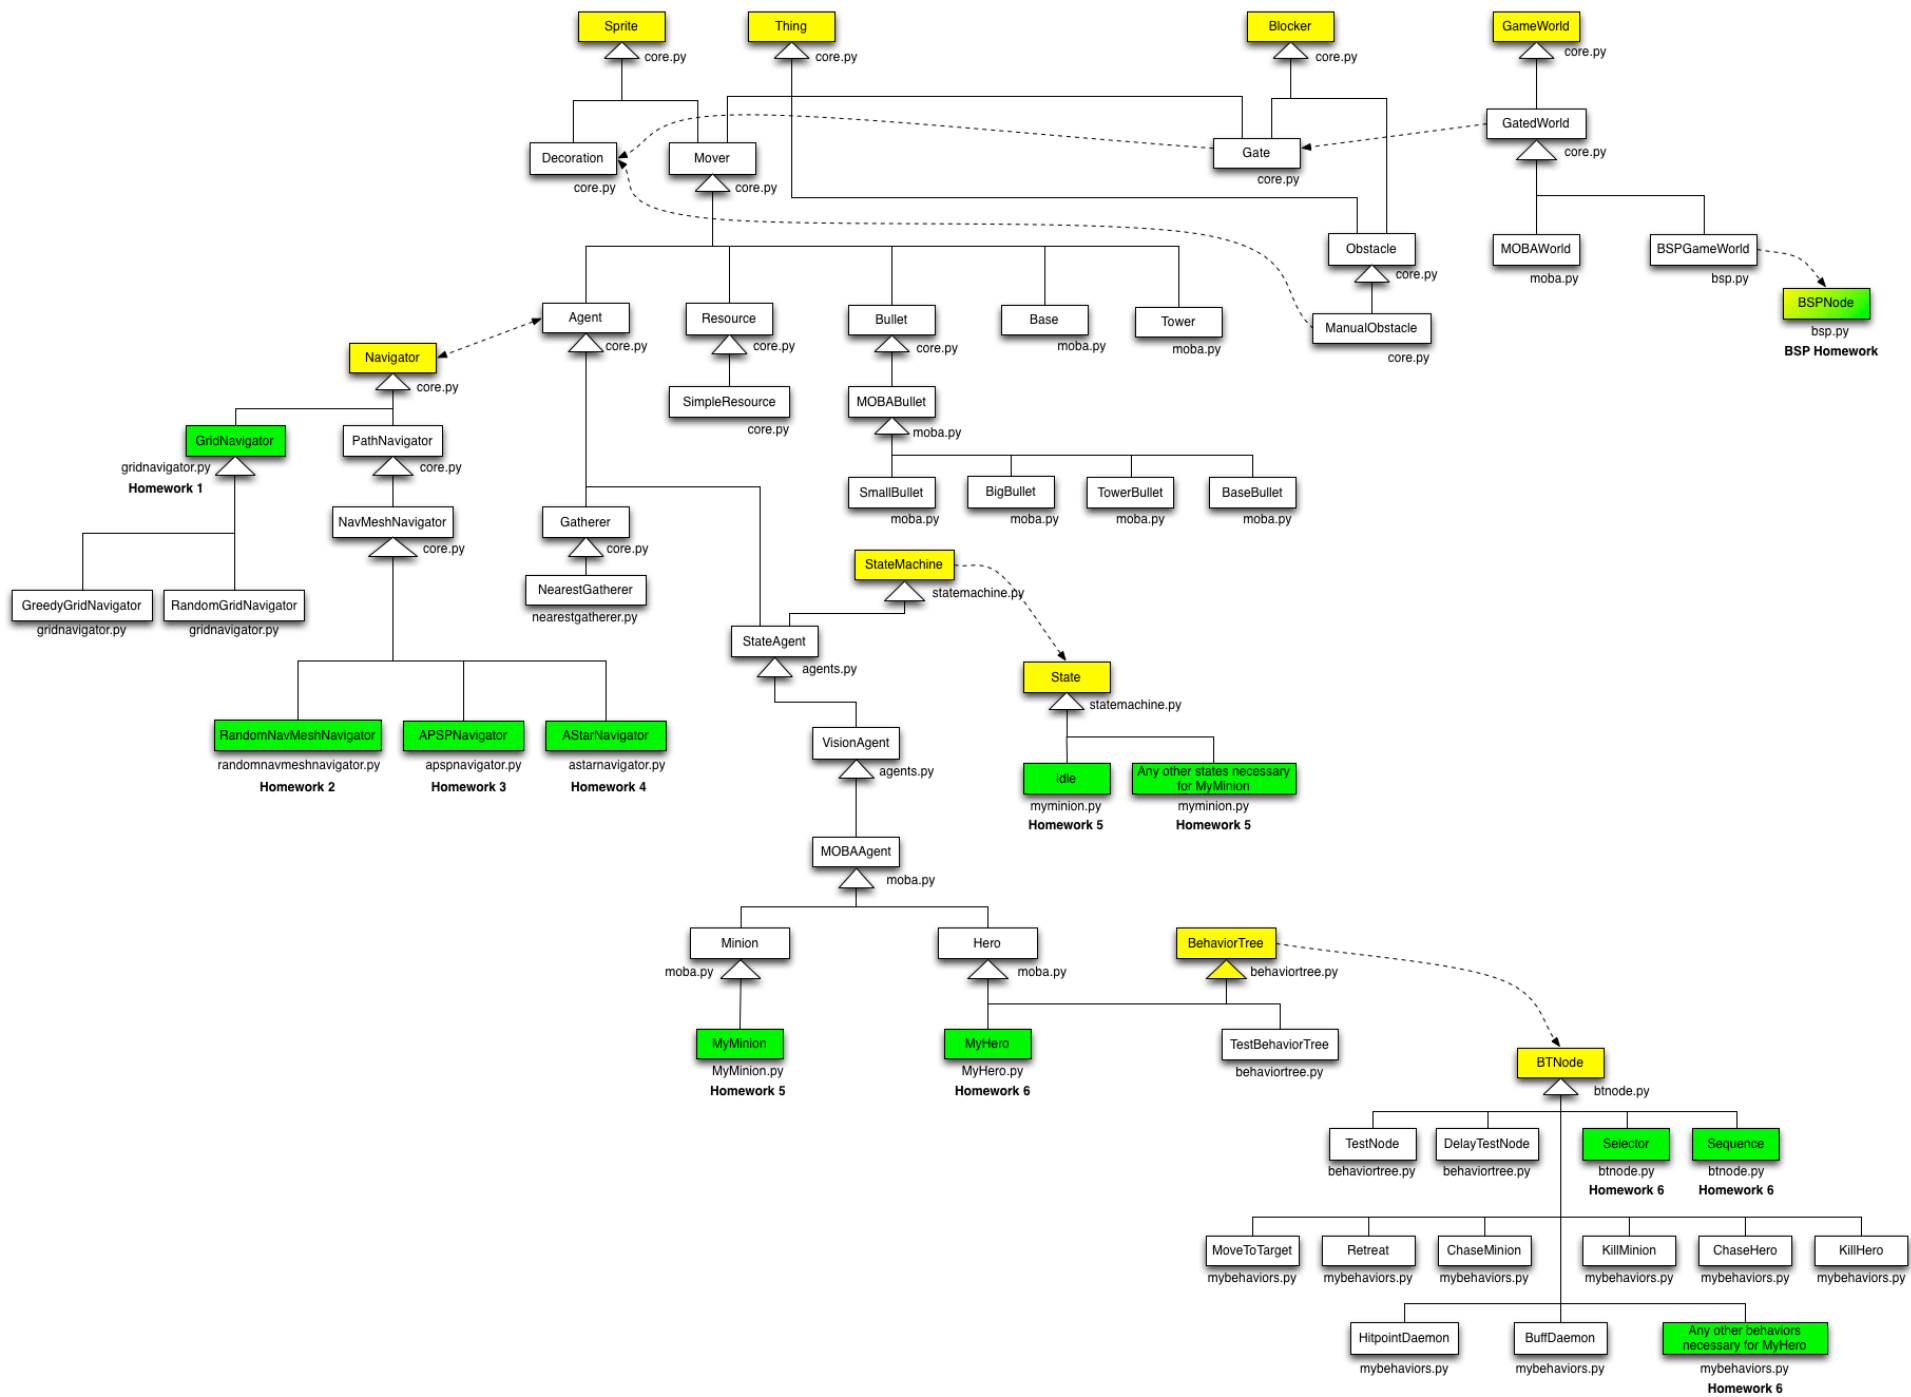 Sprite
Thing
Blocker
GameWorld
core.py
core.py
core.py
core.py
GatedWorld
core.py
Decoration
core.py
Mover
core.py
Gate
core.py
Obstacle
core.py
MOBAWorld
moba.py
BSPGameWorld
bsp.py
BSPNode
bsp.py
BSP Homework
Agent
core.py
Resource
core.py
Bullet
core.py
Base
moba.py
Tower
moba.py
ManualObstacle
core.py
Navigator
core.py
SimpleResource
core.py
MOBABullet
moba.py
GridNavigator
gridnavigator.py
Homework 1
PathNavigator
core.py
SmallBullet
moba.py
BigBullet
moba.py
TowerBullet
moba.py
BaseBullet
moba.py
NavMeshNavigator
core.py
Gatherer
core.py
StateMachine
statemachine.py
NearestGatherer
nearestgatherer.py
GreedyGridNavigator
gridnavigator.py
RandomGridNavigator
gridnavigator.py
StateAgent
agents.py
State
statemachine.py
RandomNavMeshNavigator
randomnavmeshnavigator.py
Homework 2
APSPNavigator
apspnavigator.py
Homework 3
AStarNavigator
astarnavigator.py
Homework 4
VisionAgent
agents.py
Idle
myminion.py
Homework 5
Any other states necessary
for MyMinion
myminion.py
Homework 5
MOBAAgent
moba.py
Minion
moba.py
Hero
moba.py
BehaviorTree
behaviortree.py
MyMinion
MyMinion.py
Homework 5
MyHero
MyHero.py
Homework 6
TestBehaviorTree
behaviortree.py
BTNode
btnode.py
TestNode
behaviortree.py
DelayTestNode
behaviortree.py
Selector
btnode.py
Homework 6
Sequence
btnode.py
Homework 6
MoveToTarget
mybehaviors.py
Retreat
mybehaviors.py
ChaseMinion
mybehaviors.py
KillMinion
mybehaviors.py
ChaseHero
mybehaviors.py
KillHero
mybehaviors.py
HitpointDaemon
mybehaviors.py
BuffDaemon
mybehaviors.py
Any other behaviors
necessary for MyHero
mybehaviors.py
Homework 6